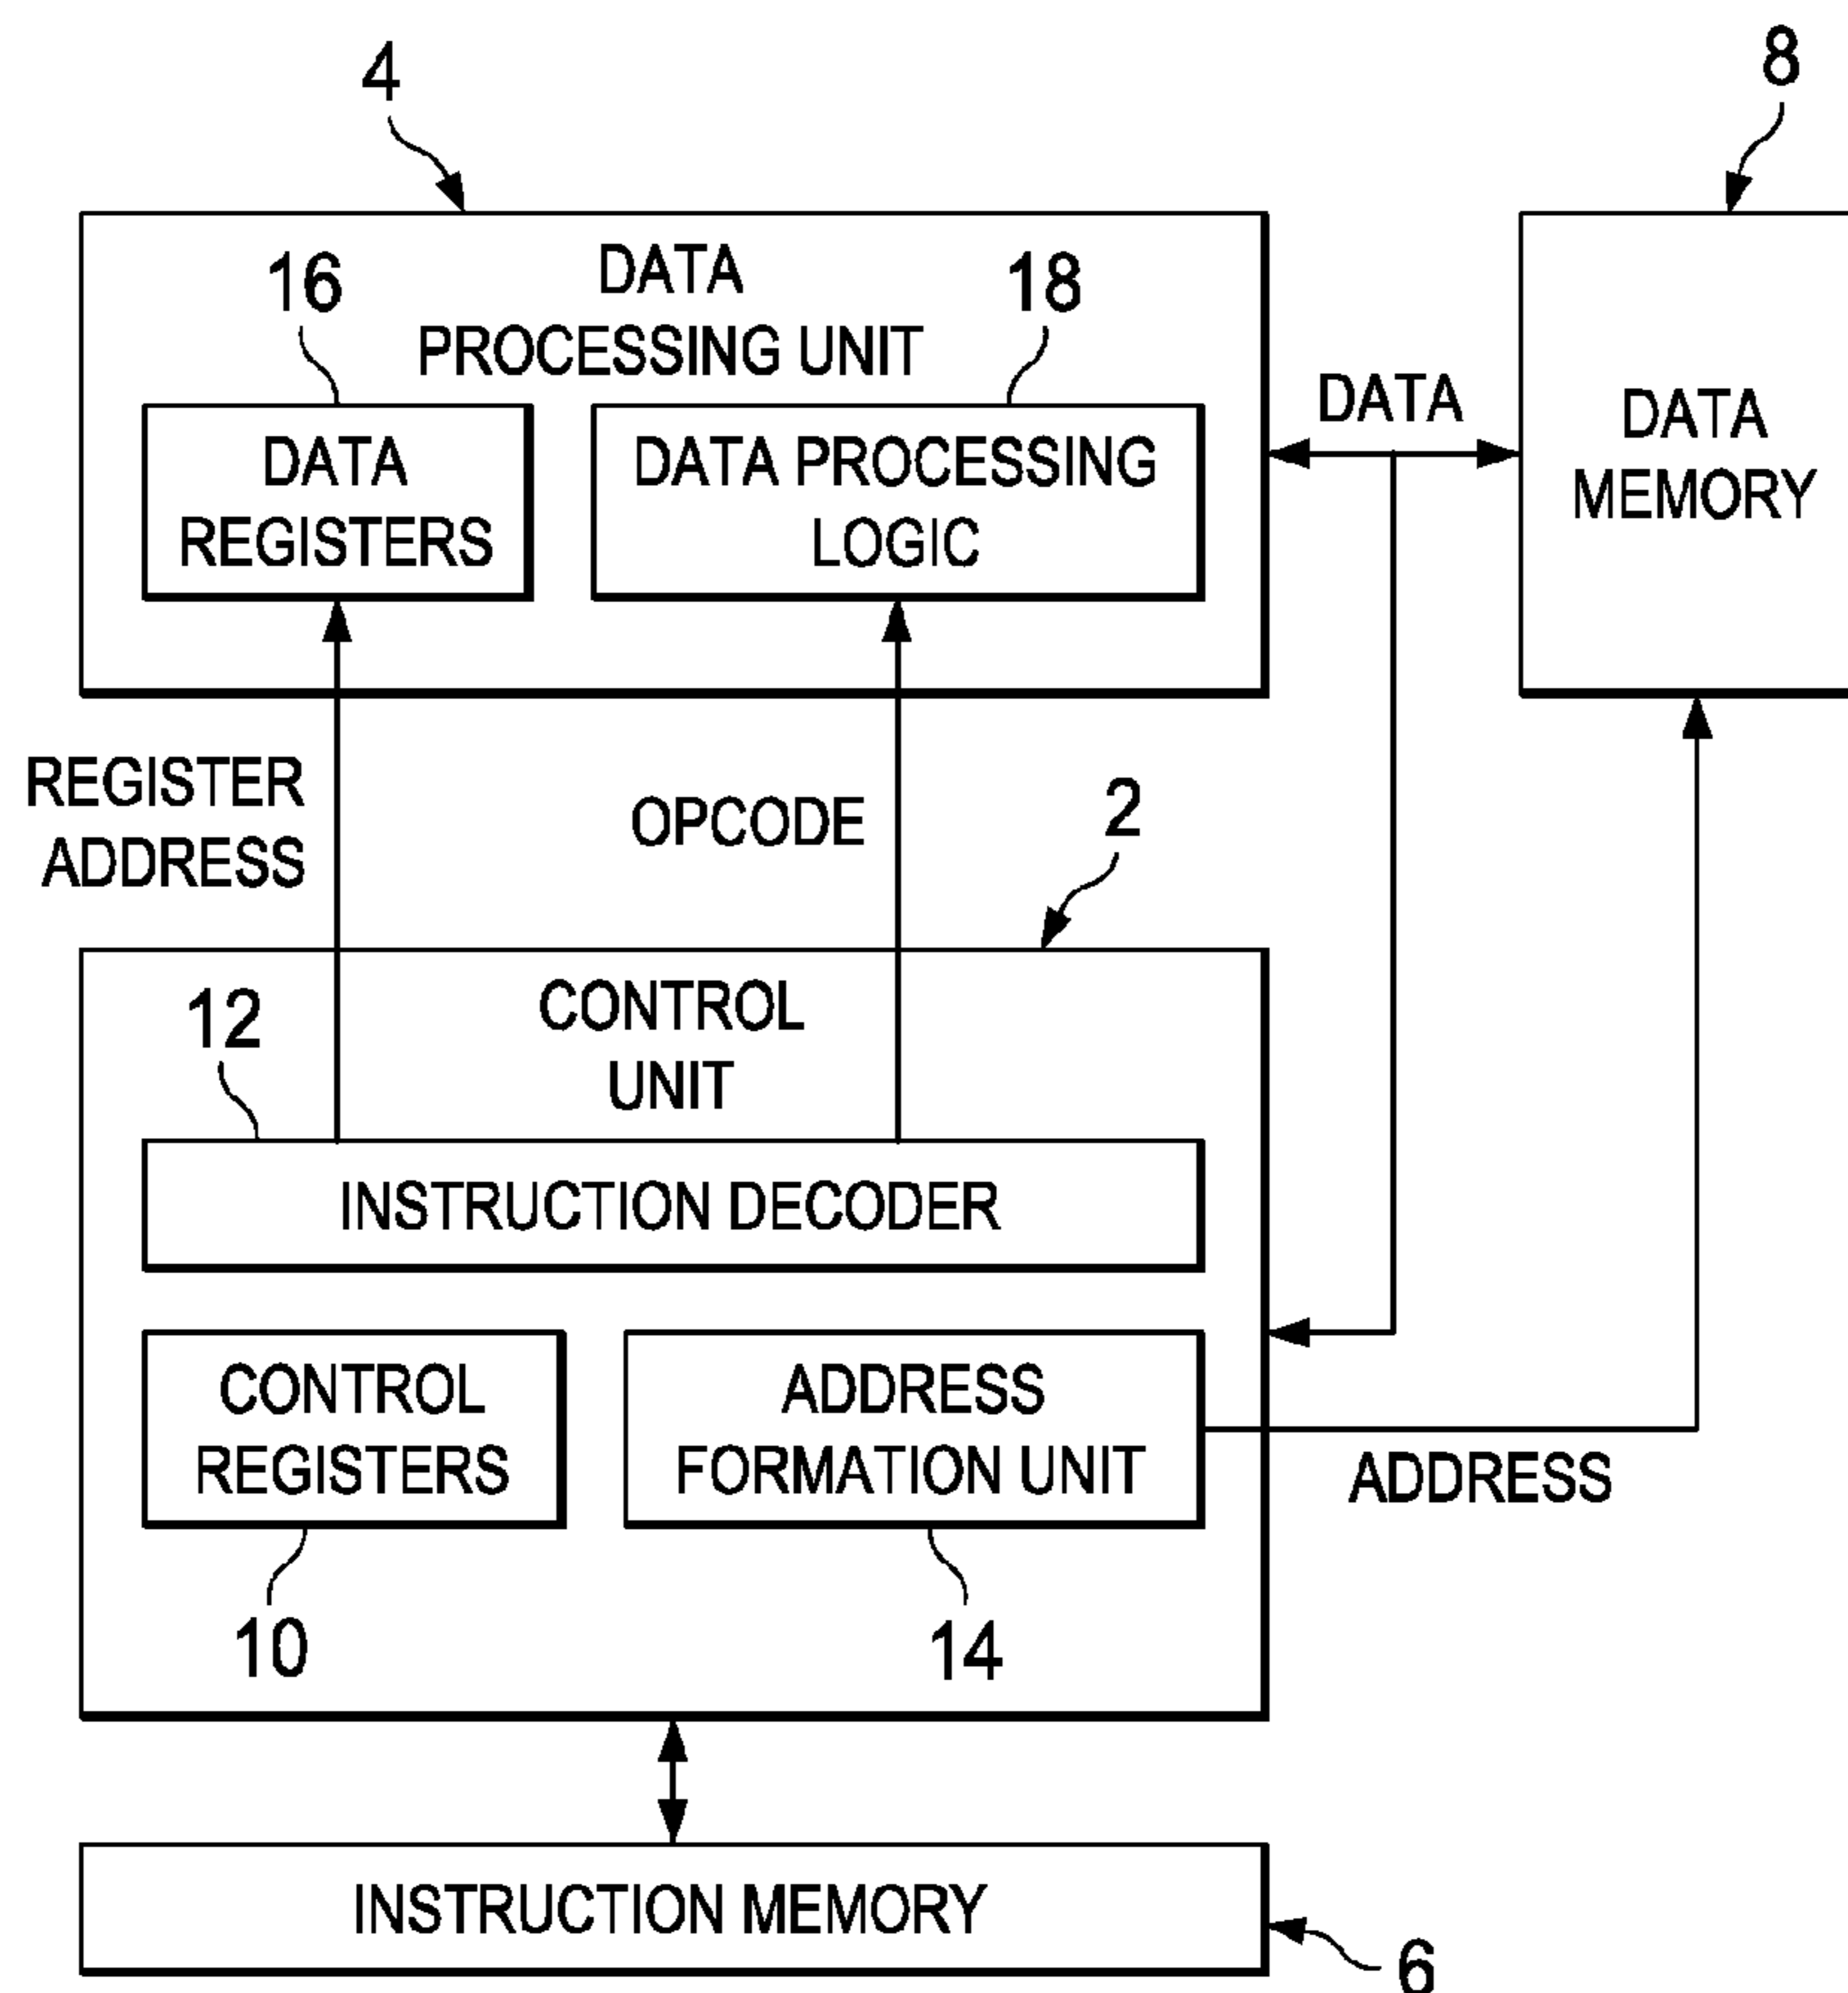 4
8
DATA
PROCESSING UNIT
16
18
DATA
REGISTERS
DATA PROCESSING
LOGIC
DATA
DATA
MEMORY
REGISTER
ADDRESS
OPCODE
2
CONTROL
UNIT
12
INSTRUCTION DECODER
CONTROL
REGISTERS
ADDRESS
FORMATION UNIT
ADDRESS
10
14
INSTRUCTION MEMORY
6